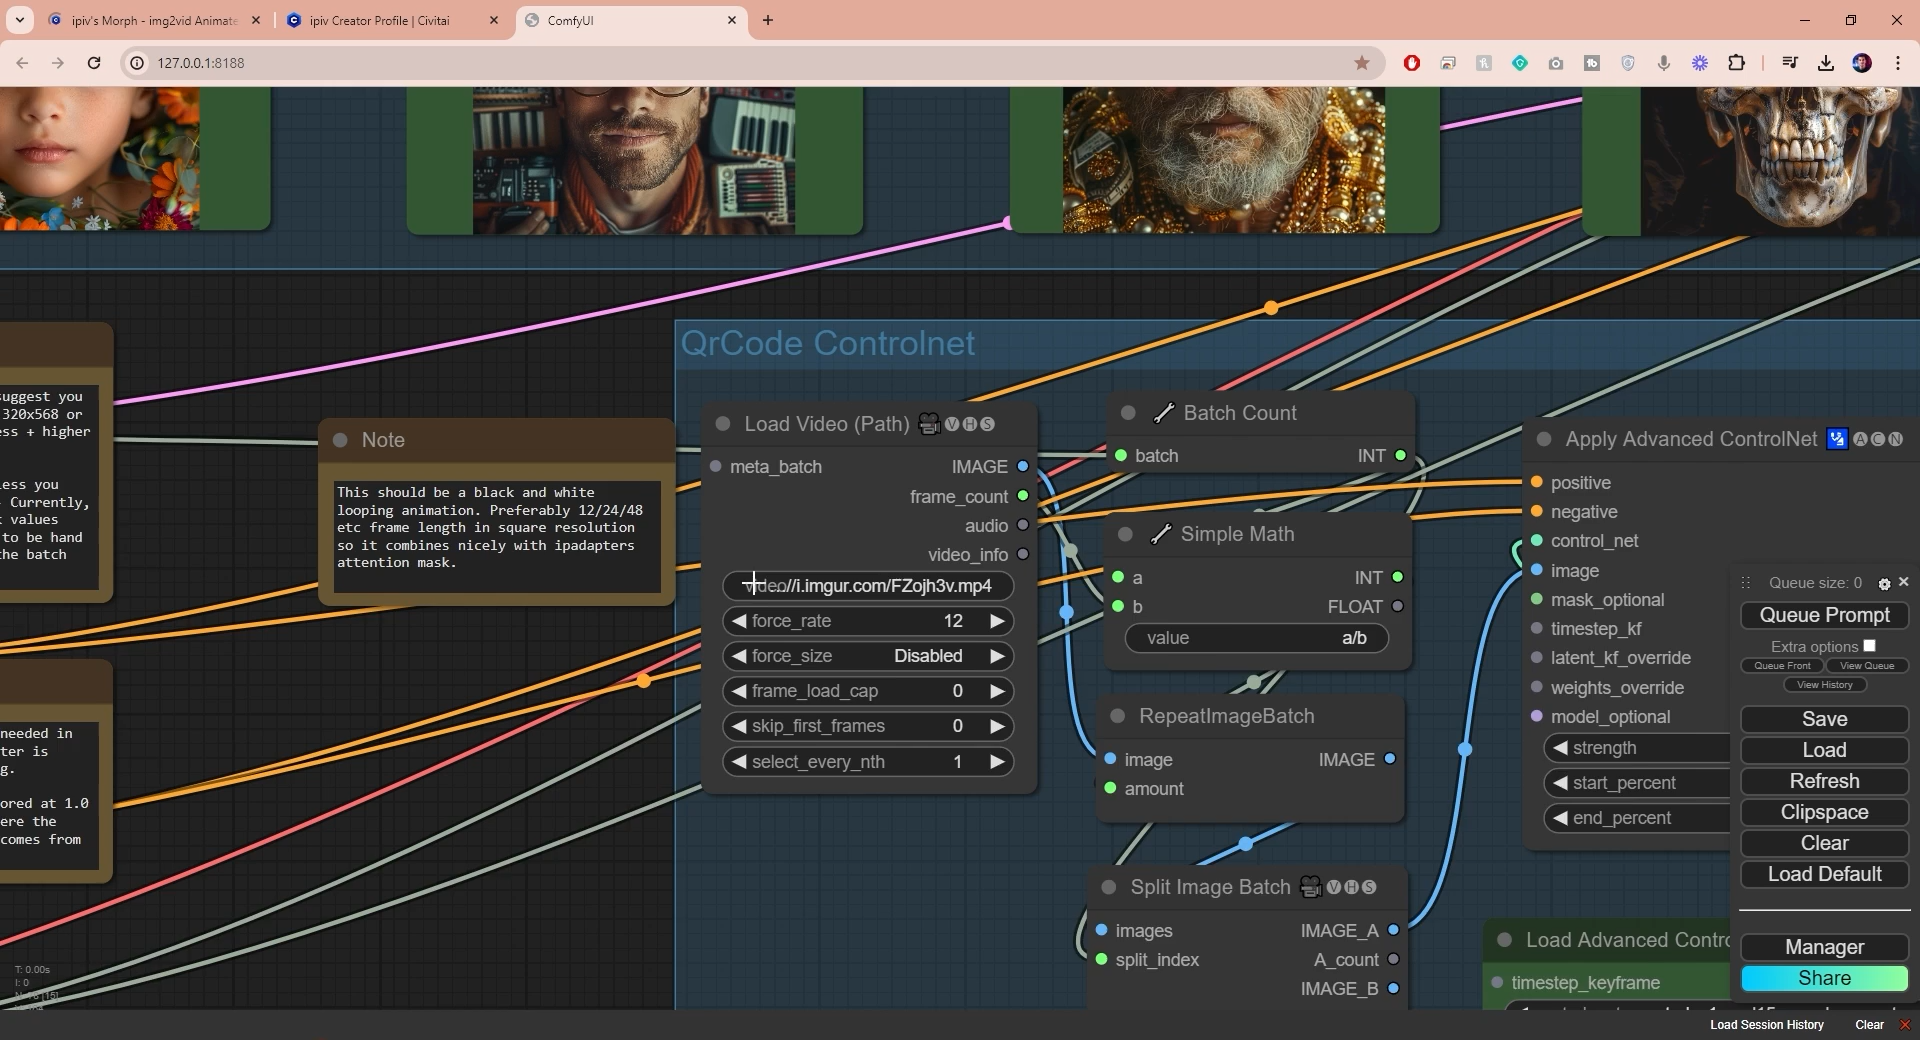 ipiv's Morph - img2vid Animate
ipiv Creator Profile | Civitai
ComfyUI
127.0.0.1:8188
QrCode Controlnet
suggest you
320x568 or
ess + higher
less you
- Currently,
values
to be hand
the batch
needed in
ter is
g.
ored at 1.0
ere the
comes from
Note
This should be a black and white
looping animation. Preferably 12/24/48
etc frame length in square resolution
so it combines nicely with ipadapters
attention mask.
Load Video (Path) VHS
meta_batch IMAGE
frame_count
audio
video_info
video//i.imgur.com/FZojh3v.mp4
force_rate 12
force_size Disabled
frame_load_cap 0
skip_first_frames 0
select_every_nth 1
Batch Count
batch INT
Simple Math
a INT
b FLOAT
value a/b
RepeatImageBatch
image IMAGE
amount
Split Image Batch VHS
images IMAGE_A
split_index A_count
IMAGE_B
Apply Advanced ControlNet ACN
positive
negative
control_net
image
mask_optional
timestep_kf
latent_kf_override
weights_override
model_optional
strength
start_percent
end_percent
Load Advanced Contro
timestep_keyframe
Queue size: 0
Queue Prompt
Extra options
Queue Front View Queue
View History
Save
Load
Refresh
Clipspace
Clear
Load Default
Manager
Share
T: 0.00s
I: 0
Load Session History Clear